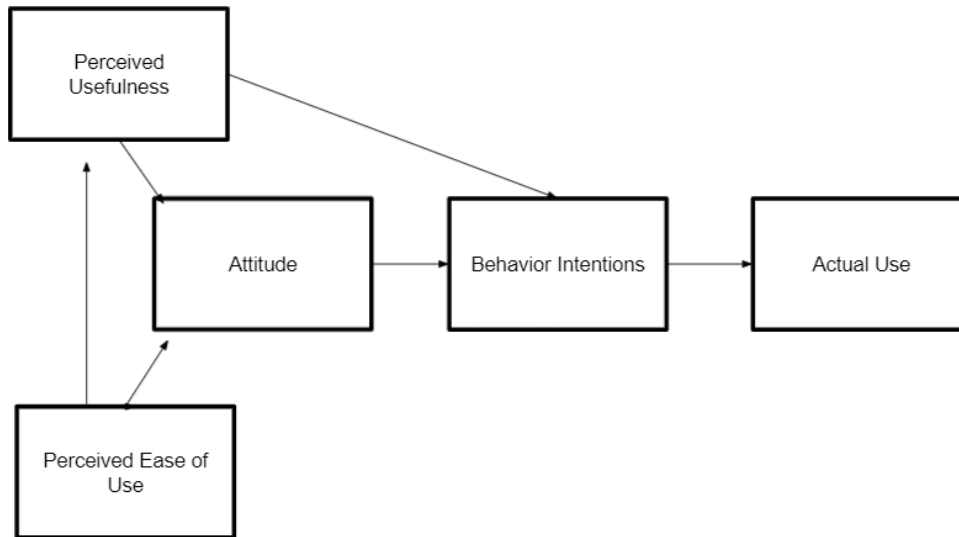 Perceived
Usefulness
Attitude
Behavior Intentions
Actual Use
Perceived Ease of
Use